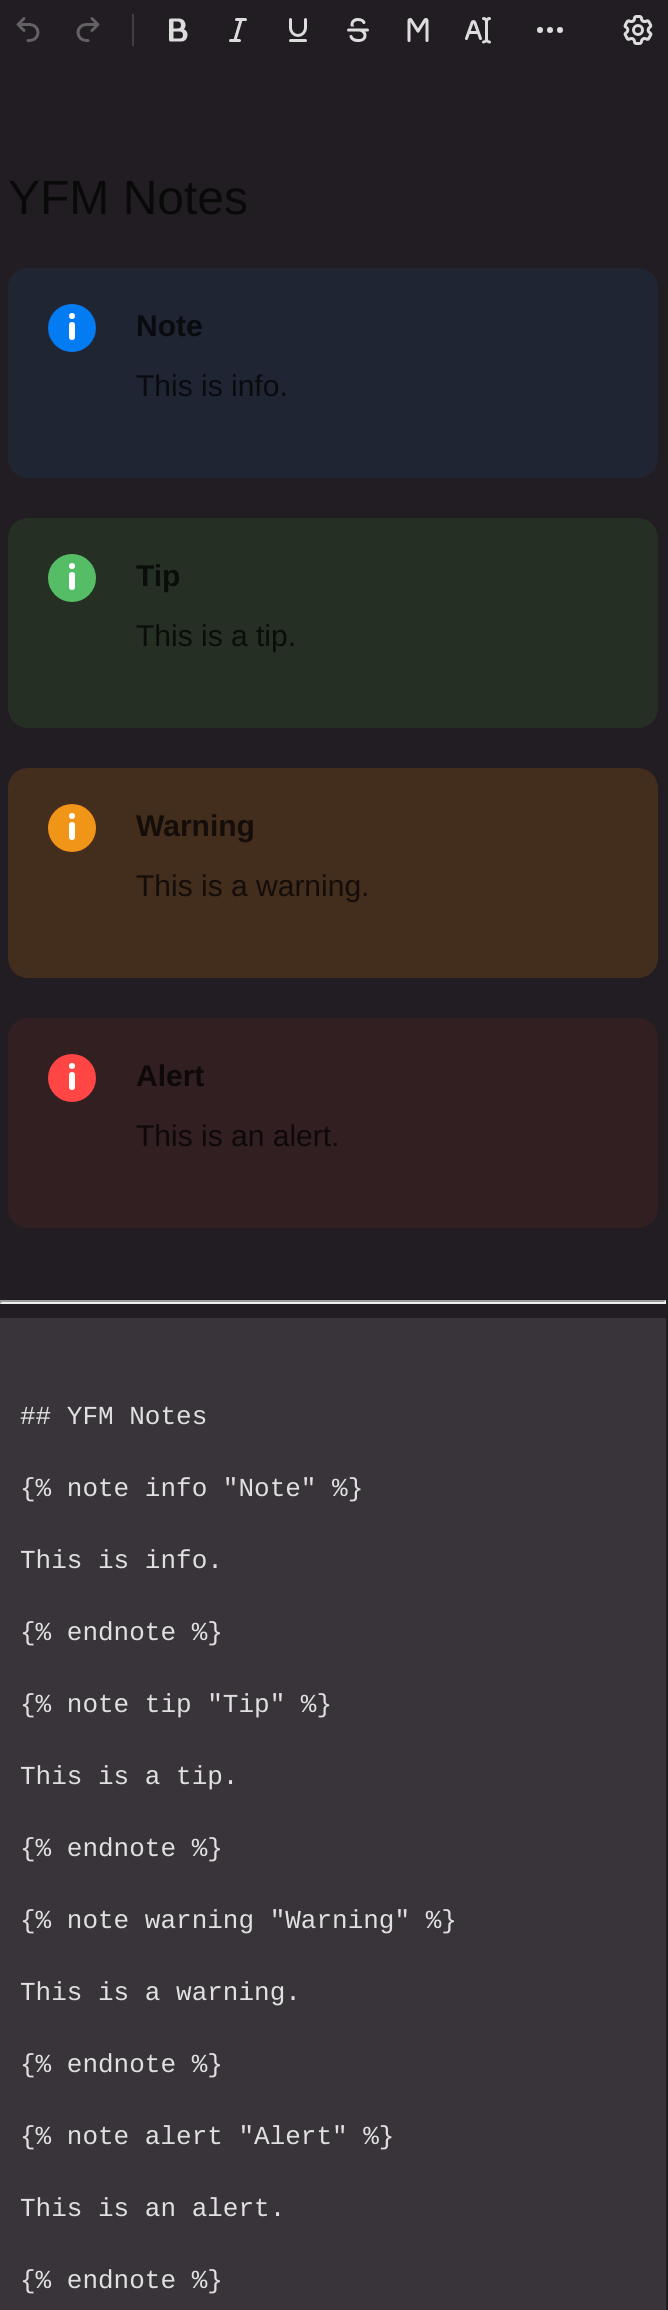 B I U S M A
YFM Notes
Note
This is info.
Tip
This is a tip.
Warning
This is a warning.
Alert
This is an alert.
## YFM Notes
{% note info "Note" %}
This is info.
{% endnote %}
{% note tip "Tip" %}
This is a tip.
{% endnote %}
{% note warning "Warning" %}
This is a warning.
{% endnote %}
{% note alert "Alert" %}
This is an alert.
{% endnote %}